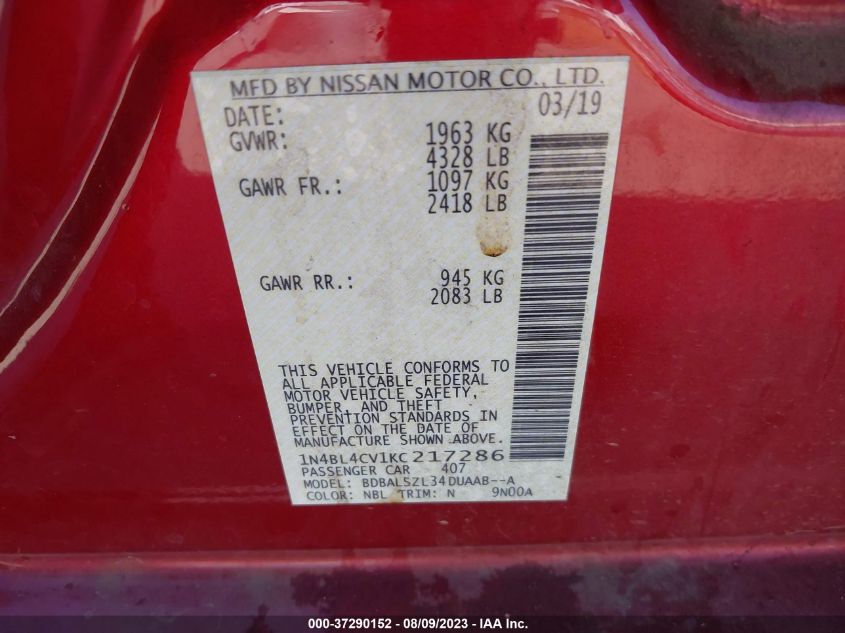 MFD BY NISSAN MOTOR CO., LTD.
DATE: 03/19
GVWR: 1963 KG
4328 LB
GAWR FR.: 1097 KG
2418 LB
GAWR RR.: 945 KG
2083 LB
THIS VEHICLE CONFORMS TO
ALL APPLICABLE FEDERAL
MOTOR VEHICLE SAFETY,
BUMPER, AND THEFT
PREVENTION STANDARDS IN
EFFECT ON THE DATE OF
MANUFACTURE SHOWN ABOVE.
1N4BL4CV1KC217286
PASSENGER CAR 407
MODEL: BDBALSZL34DUAAB--A
COLOR: NBL TRIM: N 9N00A
000-37290152 - 08/09/2023 - IAA Inc.